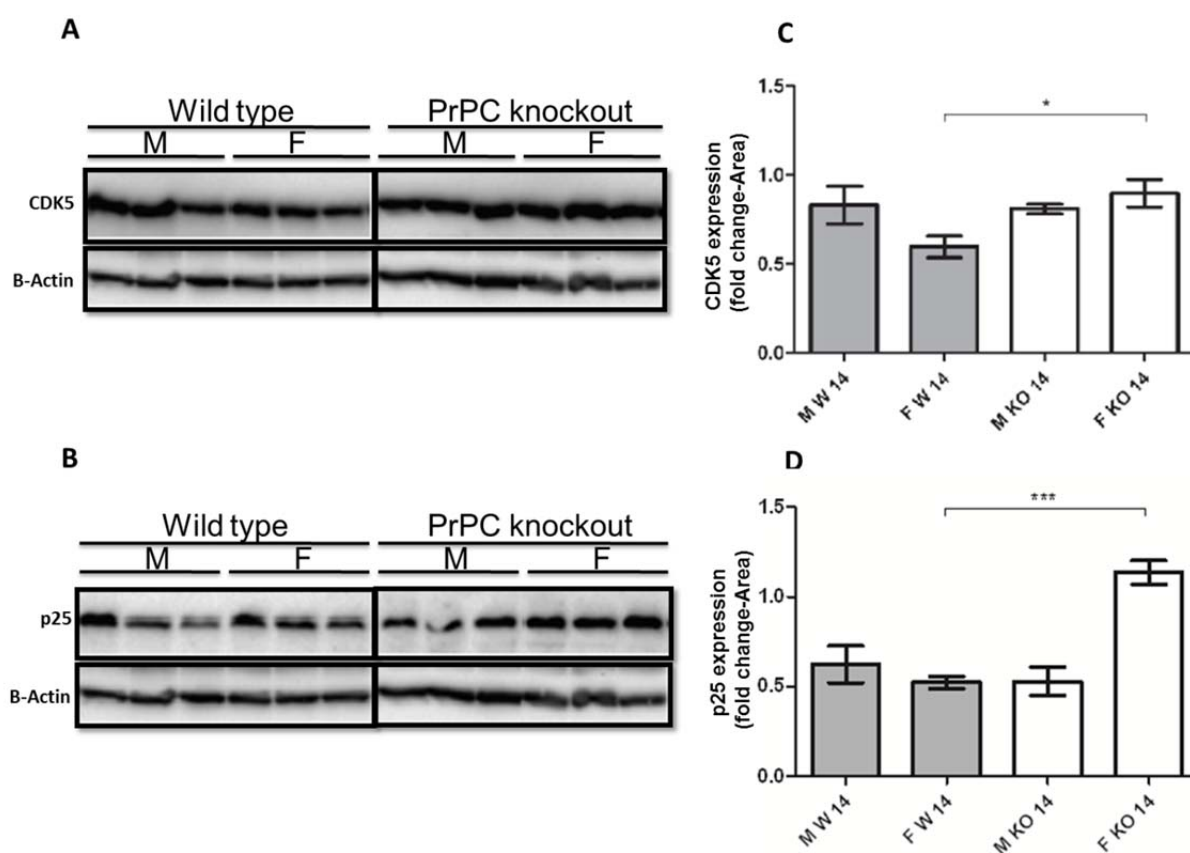 A
Wild type PrPC knockout
M F M F
CDK5
B-Actin
B
Wild type PrPC knockout
M F M F
p25
B-Actin
C
CDK5 expression
(fold change-Area)
1.5
1.0
0.5
0.0
*
M W 14 F W 14 M KO 14 F KO 14
D
p25 expression
(fold change-Area)
1.5
1.0
0.5
0.0
***
M W 14 F W 14 M KO 14 F KO 14